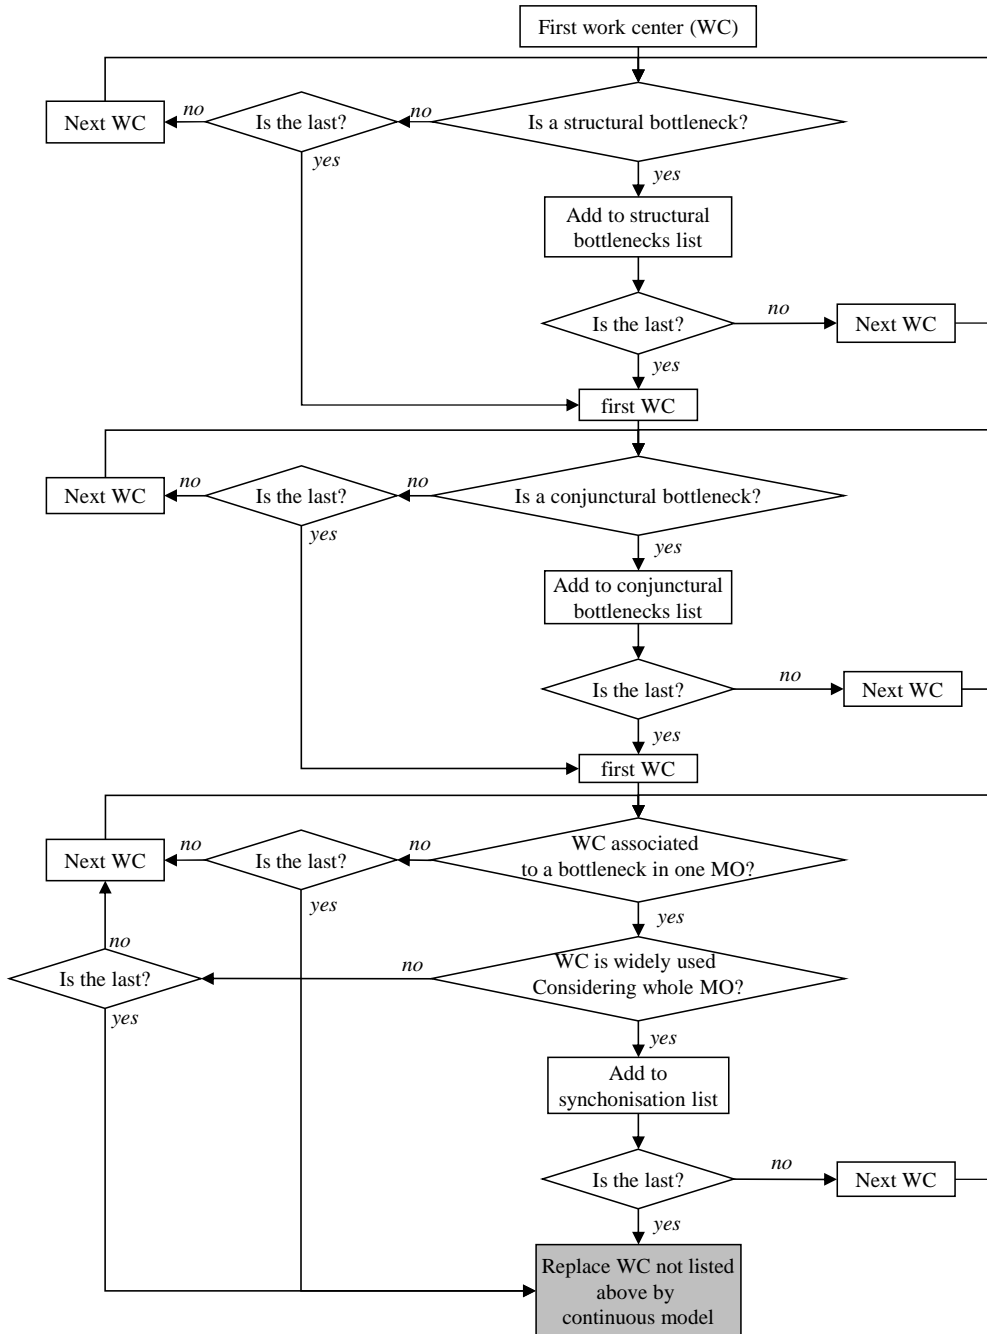 First work center (WC)
Next WC
no
Is the last?
no
Is a structural bottleneck?
yes
yes
Add to structural
bottlenecks list
Is the last?
no
Next WC
yes
first WC
Next WC
no
Is the last?
no
Is a conjunctural bottleneck?
yes
yes
Add to conjunctural
bottlenecks list
Is the last?
no
Next WC
yes
first WC
Next WC
no
Is the last?
no
WC associated
to a bottleneck in one MO?
yes
yes
no
Is the last?
no
WC is widely used
Considering whole MO?
yes
yes
Add to
synchonisation list
Is the last?
no
Next WC
yes
Replace WC not listed
above by
continuous model